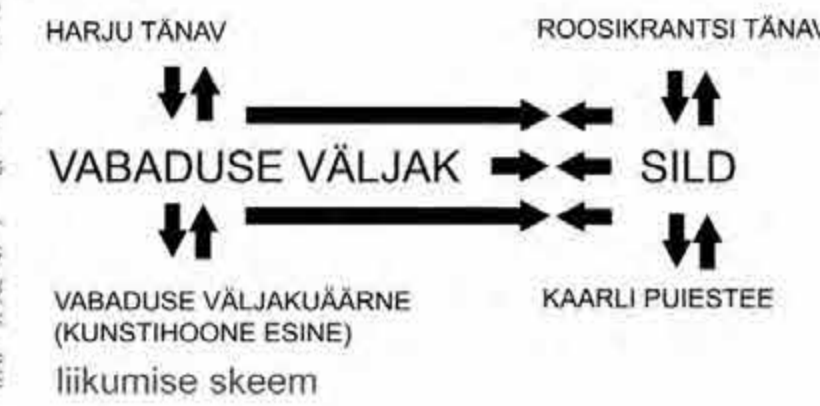 HARJU TÄNAV
ROOSIKRANTSI TÄNAV
VABADUSE VÄLJAK
SILD
VABADUSE VÄLJAKUÄÄRNE
(KUNSTIHOONE ESINE)
KAARLI PUIESTEE
liikumise skeem